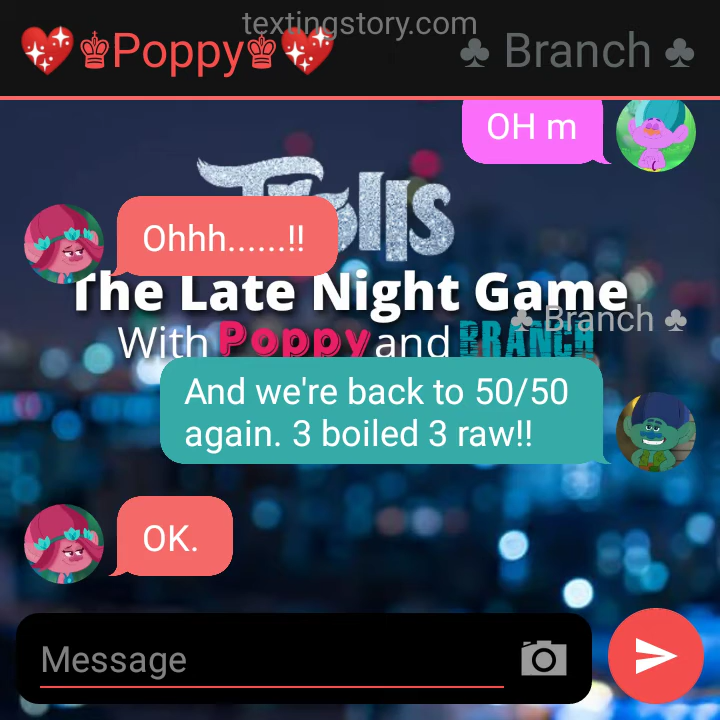 textingstory.com
💖♚Poppy♚💖
♣ Branch ♣
OH m
Trolls
Ohhh......!!
The Late Night Game
♣ Branch ♣
With Poppy and BRANCH
And we're back to 50/50
again. 3 boiled 3 raw!!
OK.
Message